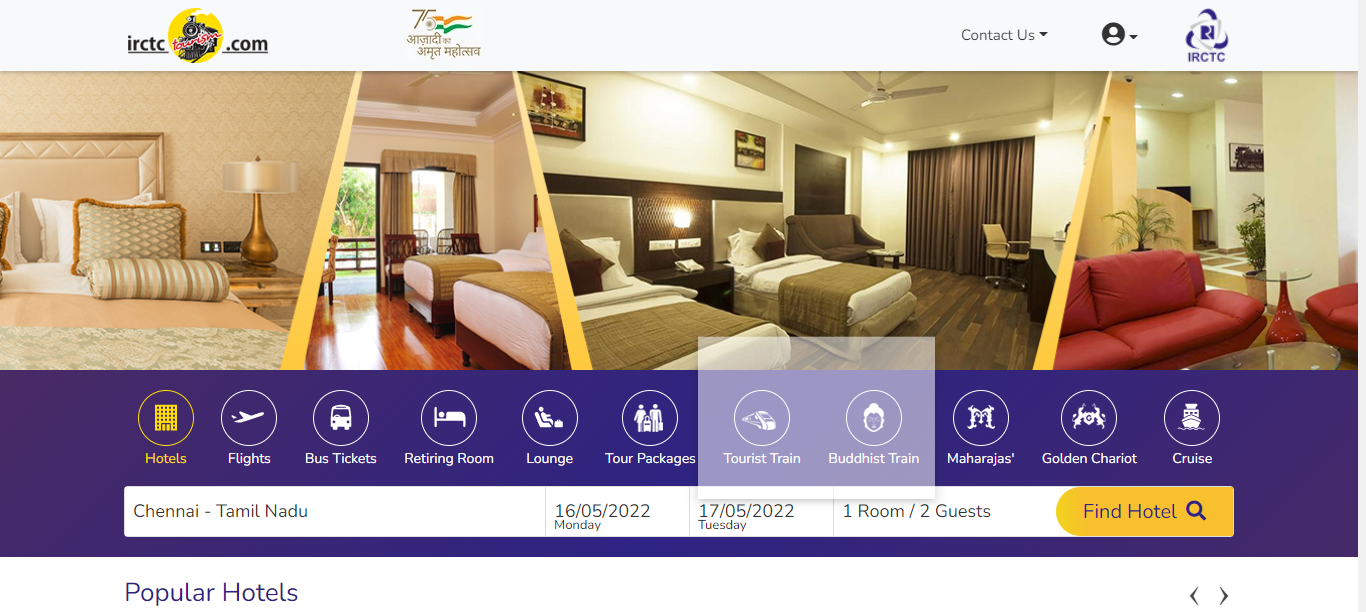 irctc tourism .com
75
आज़ादी का
अमृत महोत्सव
Contact Us
IRCTC
Hotels
Flights
Bus Tickets
Retiring Room
Lounge
Tour Packages
Tourist Train
Buddhist Train
Maharajas'
Golden Chariot
Cruise
Chennai - Tamil Nadu
16/05/2022
Monday
17/05/2022
Tuesday
1 Room / 2 Guests
Find Hotel
Popular Hotels